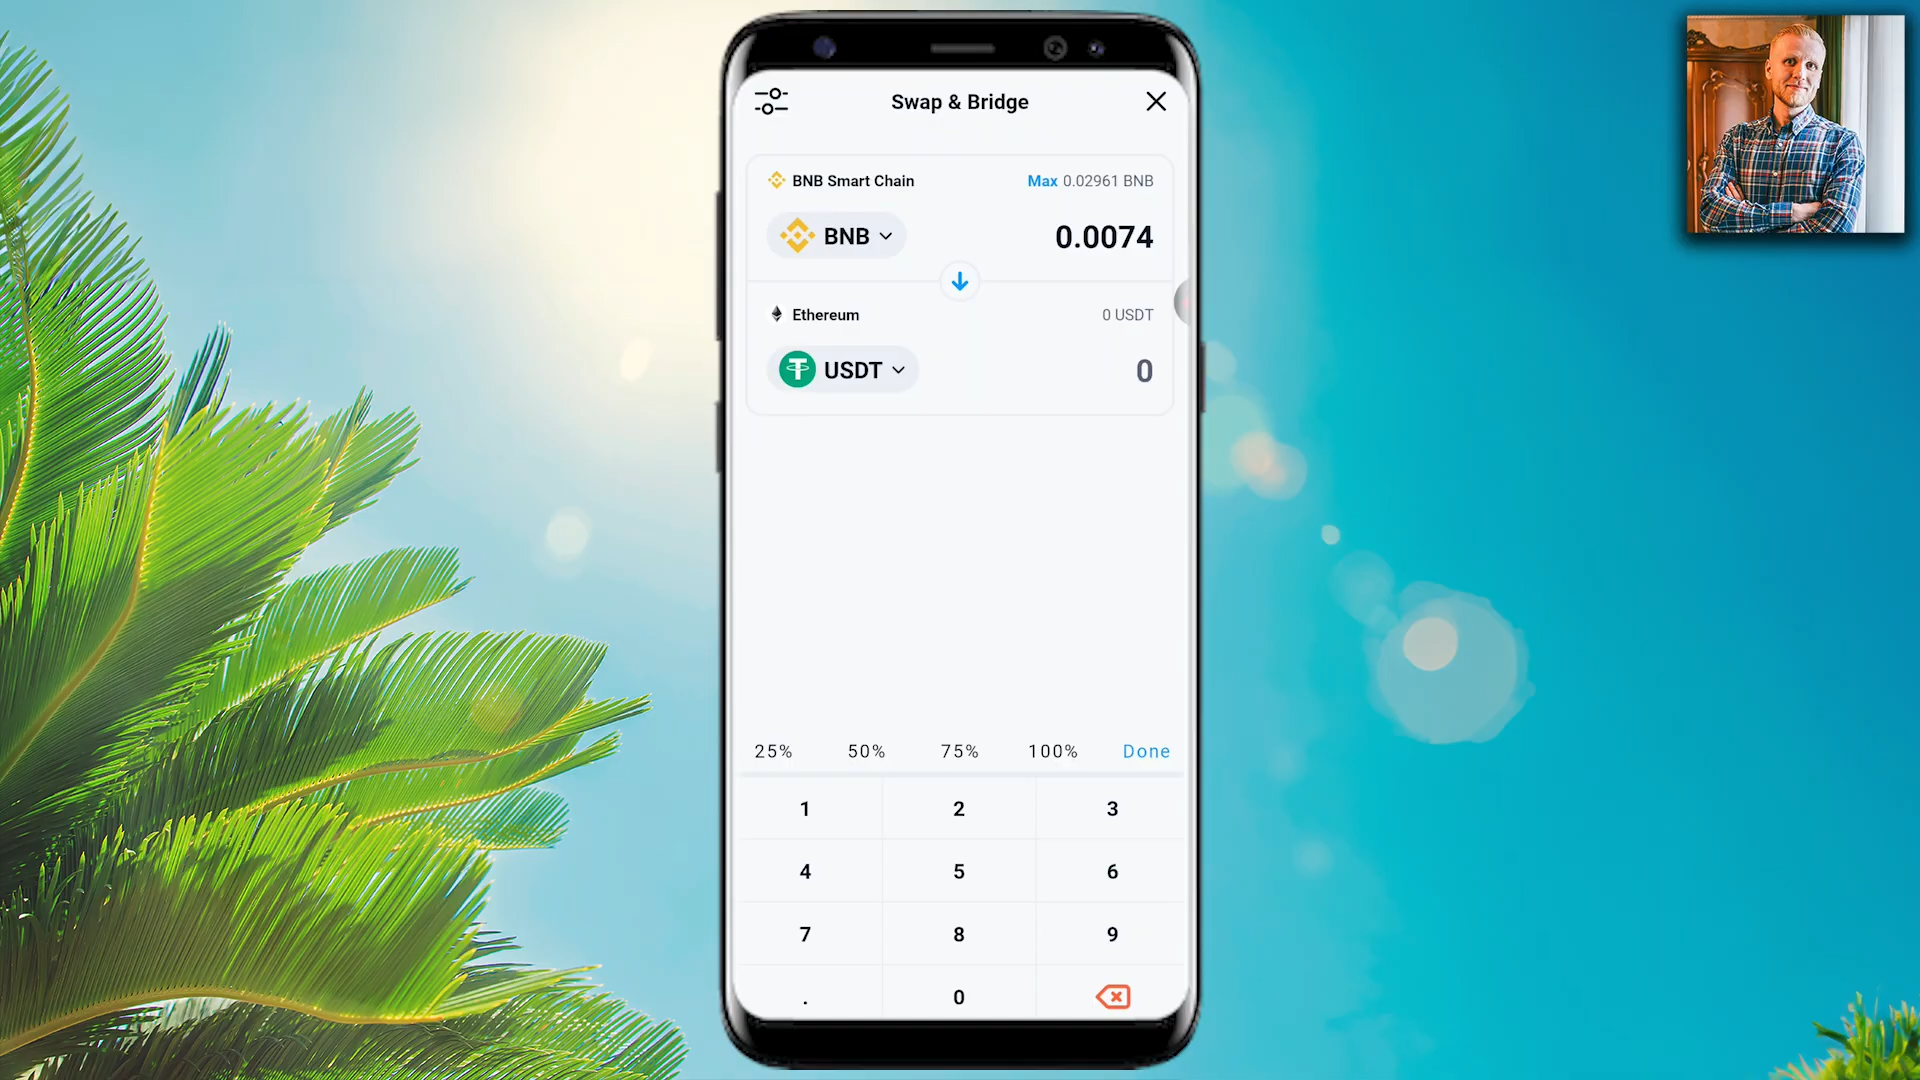 Swap & Bridge
BNB Smart Chain
Max 0.02961 BNB
BNB
0.0074
Ethereum
0 USDT
USDT
0
25% 50% 75% 100% Done
1 2 3
4 5 6
7 8 9
. 0